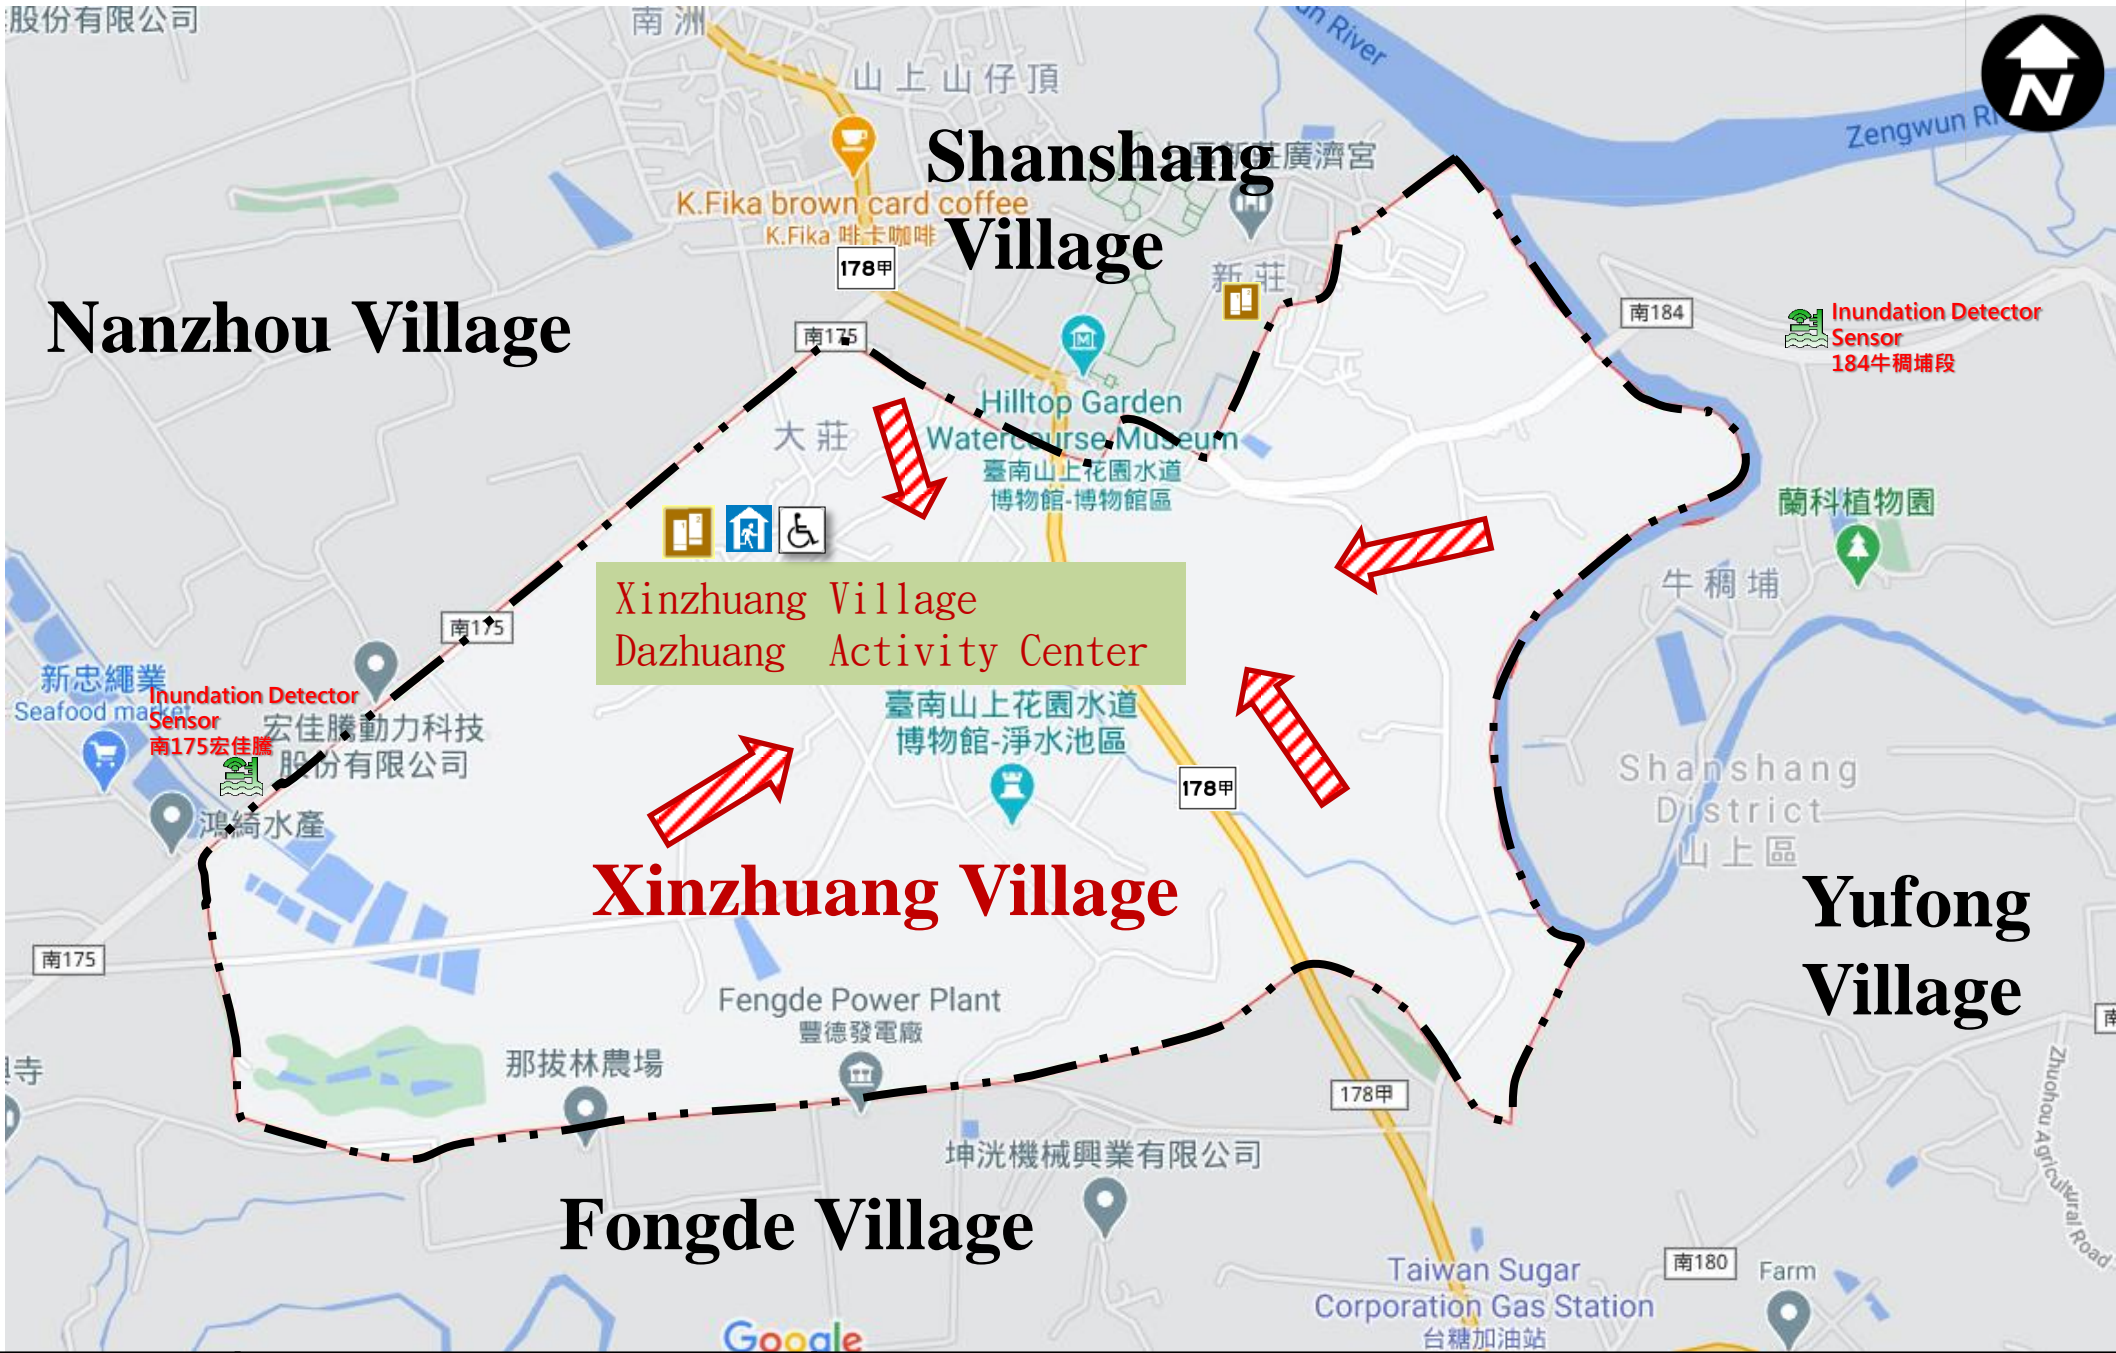 股份有限公司
南洲
un River
山上山仔頂
Zengwun Ri
N
Shanshang
Village
廣濟宮
K.Fika brown card coffee
K.Fika 啡卡咖啡
178甲
新莊
Nanzhou Village
南175
南184
Inundation Detector
Sensor
184牛稠埔段
Hilltop Garden
Watercourse Museum
臺南山上花園水道
博物館-博物館區
大莊
蘭科植物園
牛稠埔
Xinzhuang Village
Dazhuang Activity Center
南175
新忠繩業
Seafood market
Inundation Detector
Sensor
南175宏佳騰
宏佳騰動力科技
股份有限公司
臺南山上花園水道
博物館-淨水池區
178甲
Shanshang
District
山上區
鴻綺水產
Xinzhuang Village
Yufong
Village
南175
Fengde Power Plant
豐德發電廠
那拔林農場
寺
178甲
南
Zhuohou Agricultural Road
坤洸機械興業有限公司
Fongde Village
Taiwan Sugar
Corporation Gas Station
台糖加油站
南180
Farm
Google